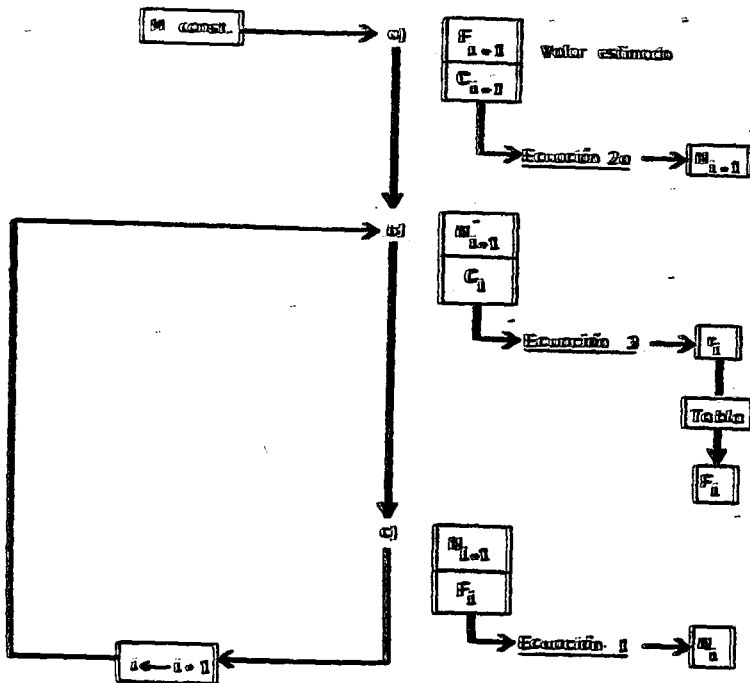 M const.
a)
F i+1
Valor estimado
C i+1
Ecuación 2a
N i+1
b)
N i+1
C i
Ecuación 3
r i
Tabla
F i
c)
N i+1
F i
Ecuación 1
N i
i ← i - 1